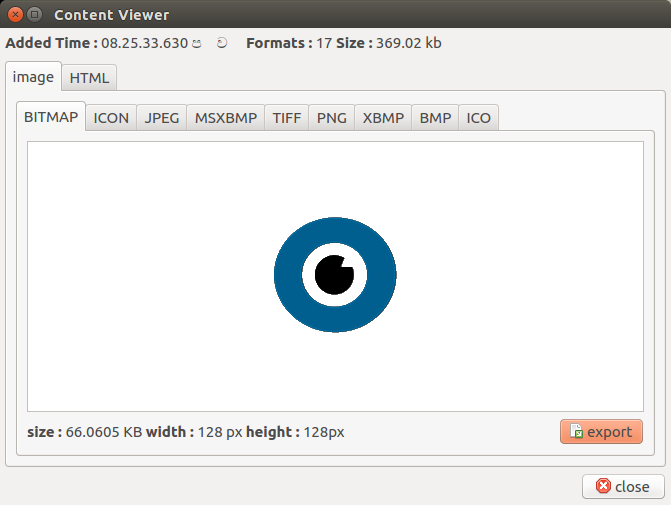 Content Viewer
Added Time : 08.25.33.630 ප ව Formats : 17 Size : 369.02 kb
image HTML
BITMAP ICON JPEG MSXBMP TIFF PNG XBMP BMP ICO
size : 66.0605 KB width : 128 px height : 128px
export
close